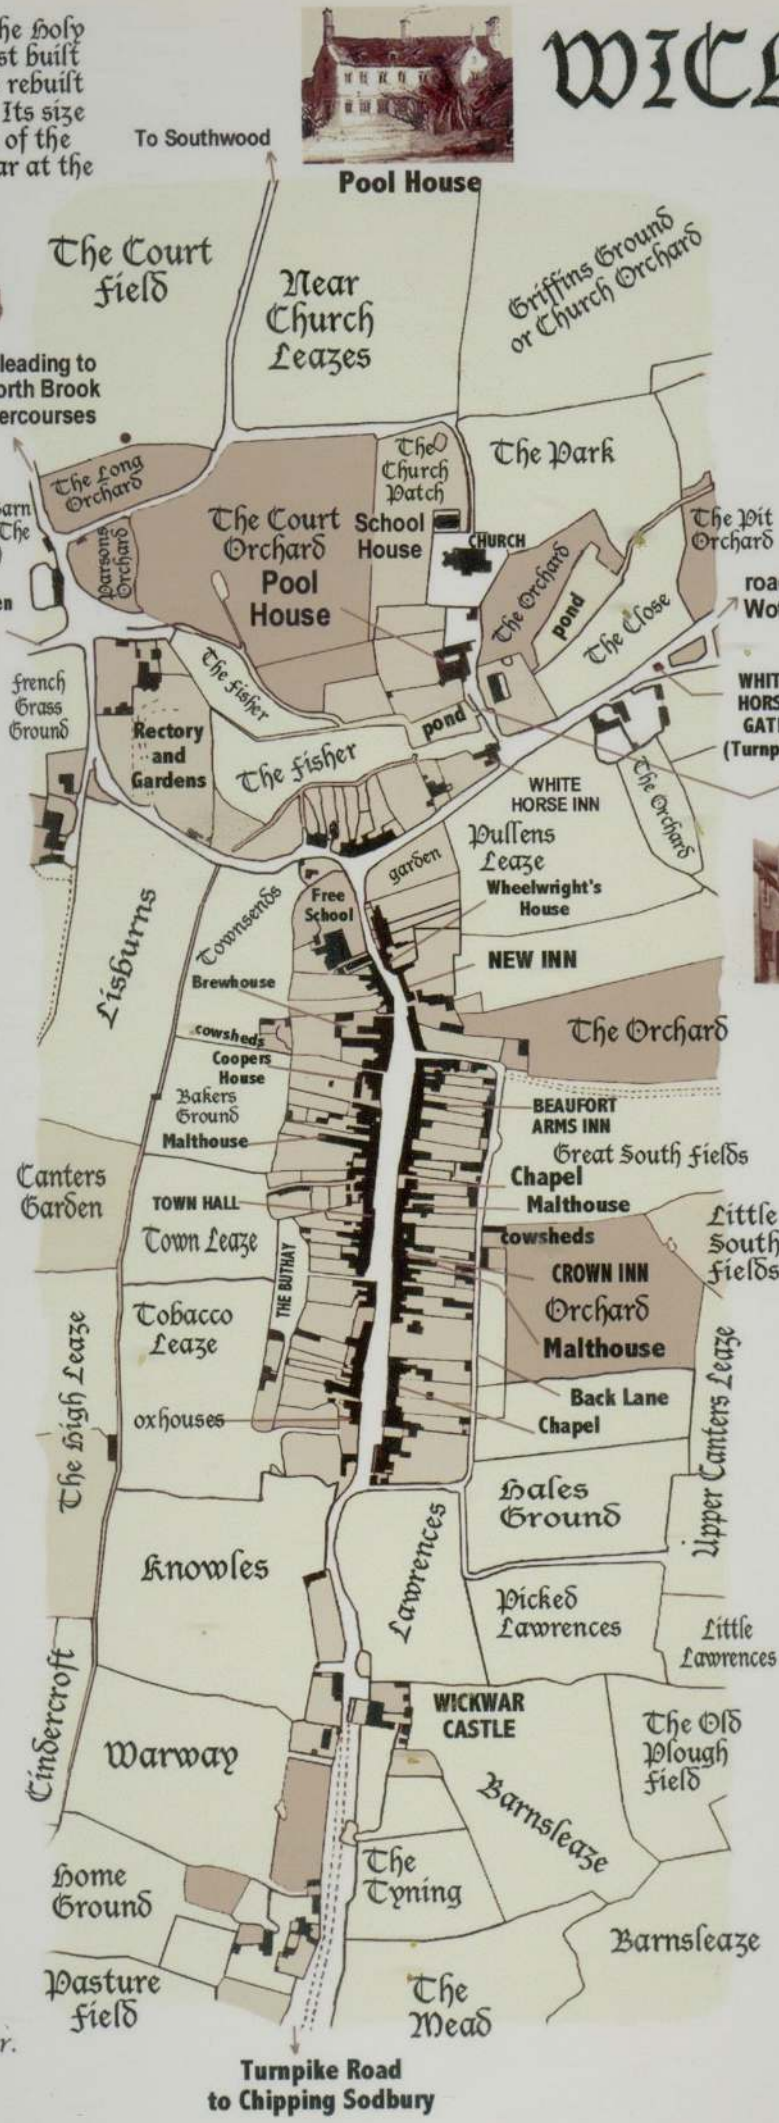 he Holy
st built
rebuilt
Its size
of the
ar at the
WICK
To Southwood
Pool House
The Court
Field
Near
Church
Leazes
Griffins Ground
or Church Orchard
leading to
orth Brook
ercourses
The Long
Orchard
The
Church
Patch
The Park
arn
The
en
Parsons
Orchard
The Court
Orchard
School
House
CHURCH
The Pit
Orchard
Pool
House
The Orchard
pond
The Close
roa
Wo
French
Grass
Ground
The Fisher
Rectory
and
Gardens
The Fisher
pond
WHIT
HORS
GAT
(Turnp
WHITE
HORSE INN
The Orchard
Pullens
Leaze
garden
Lisburns
Townsends
Free
School
Wheelwright's
House
Brewhouse
NEW INN
cowsheds
Coopers
House
The Orchard
Bakers
Ground
BEAUFORT
ARMS INN
Malthouse
Great South Fields
Canters
Garden
Chapel
TOWN HALL
Malthouse
Town Leaze
cowsheds
Little
South
Fields
THE BUTHAY
CROWN INN
Tobacco
Leaze
Orchard
Malthouse
The High Leaze
Back Lane
Upper Canters Leaze
oxhouses
Chapel
Hales
Ground
Knowles
Lawrences
Picked
Lawrences
Little
Lawrences
Cindercroft
WICKWAR
CASTLE
The Old
Plough
Field
Warway
Barnsleaze
Home
Ground
The
Tyning
Barnsleaze
Pasture
Field
The
Mead
r.
Turnpike Road
to Chipping Sodbury